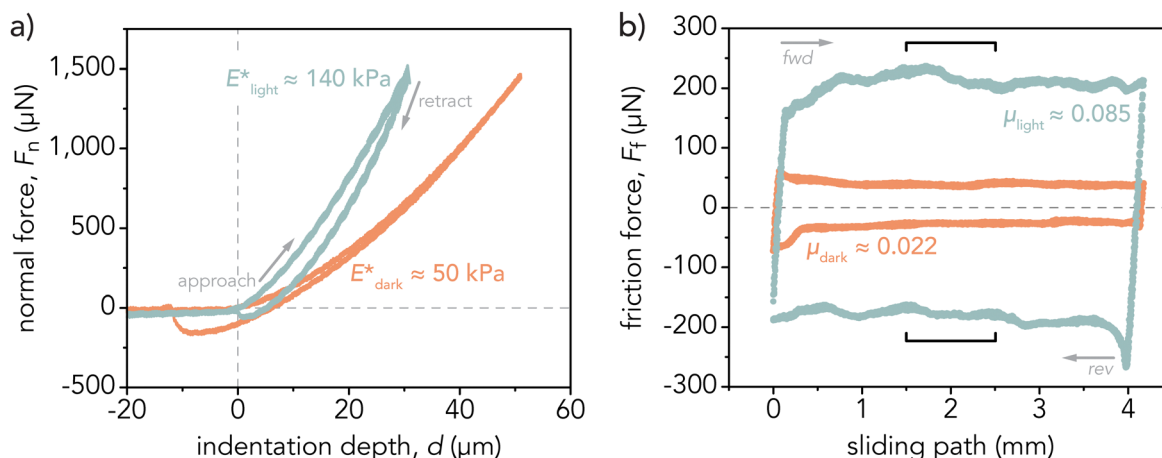 a)
normal force, Fn (μN)
1,500
1,000
500
0
-500
E*light ≈ 140 kPa
retract
approach
E*dark ≈ 50 kPa
-20 0 20 40 60
indentation depth, d (μm)
b)
friction force, Ff (μN)
300
200
100
0
-100
-200
-300
fwd
μlight ≈ 0.085
μdark ≈ 0.022
rev
0 1 2 3 4
sliding path (mm)